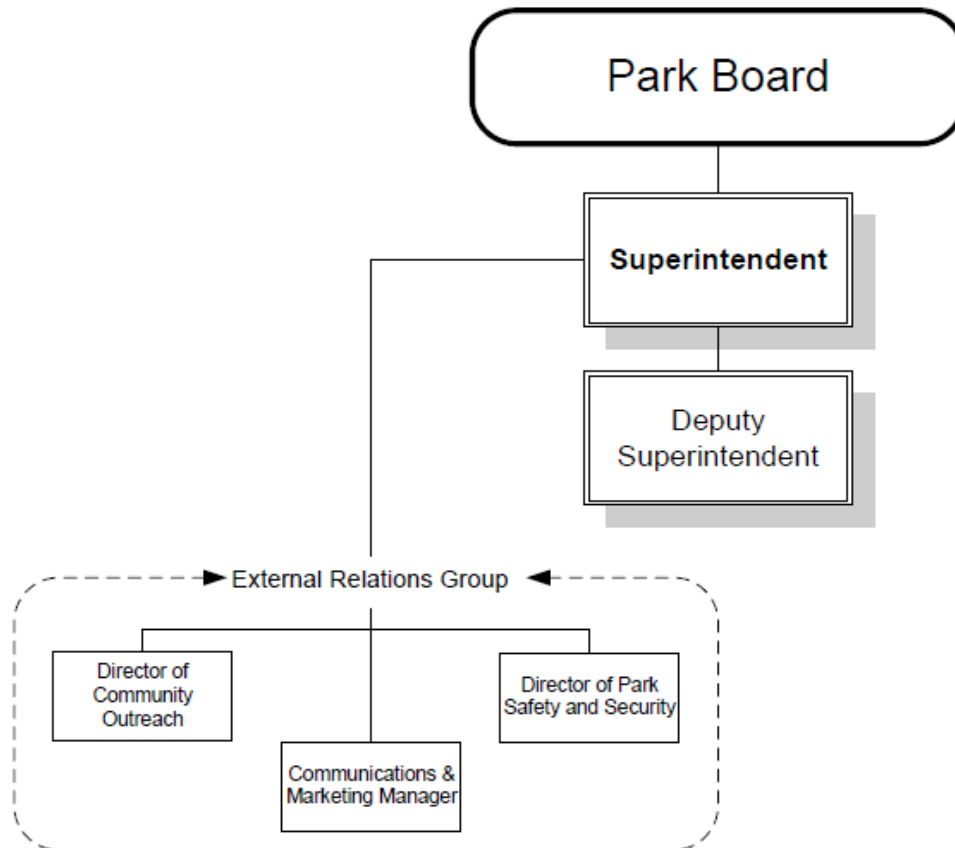 Park Board
Superintendent
Deputy
Superintendent
External Relations Group
Director of
Community
Outreach
Director of Park
Safety and Security
Communications &
Marketing Manager